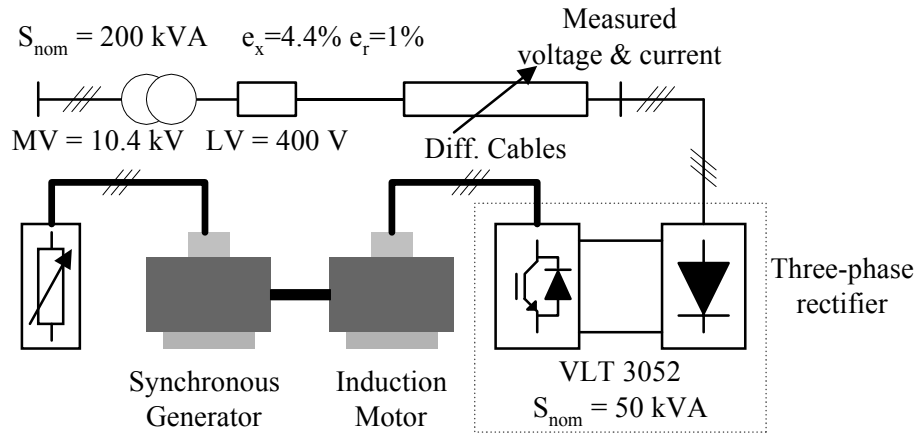 S_nom = 200 kVA
e_x=4.4% e_r=1%
Measured
voltage & current
MV = 10.4 kV
LV = 400 V
Diff. Cables
Three-phase
rectifier
Synchronous
Generator
Induction
Motor
VLT 3052
S_nom = 50 kVA